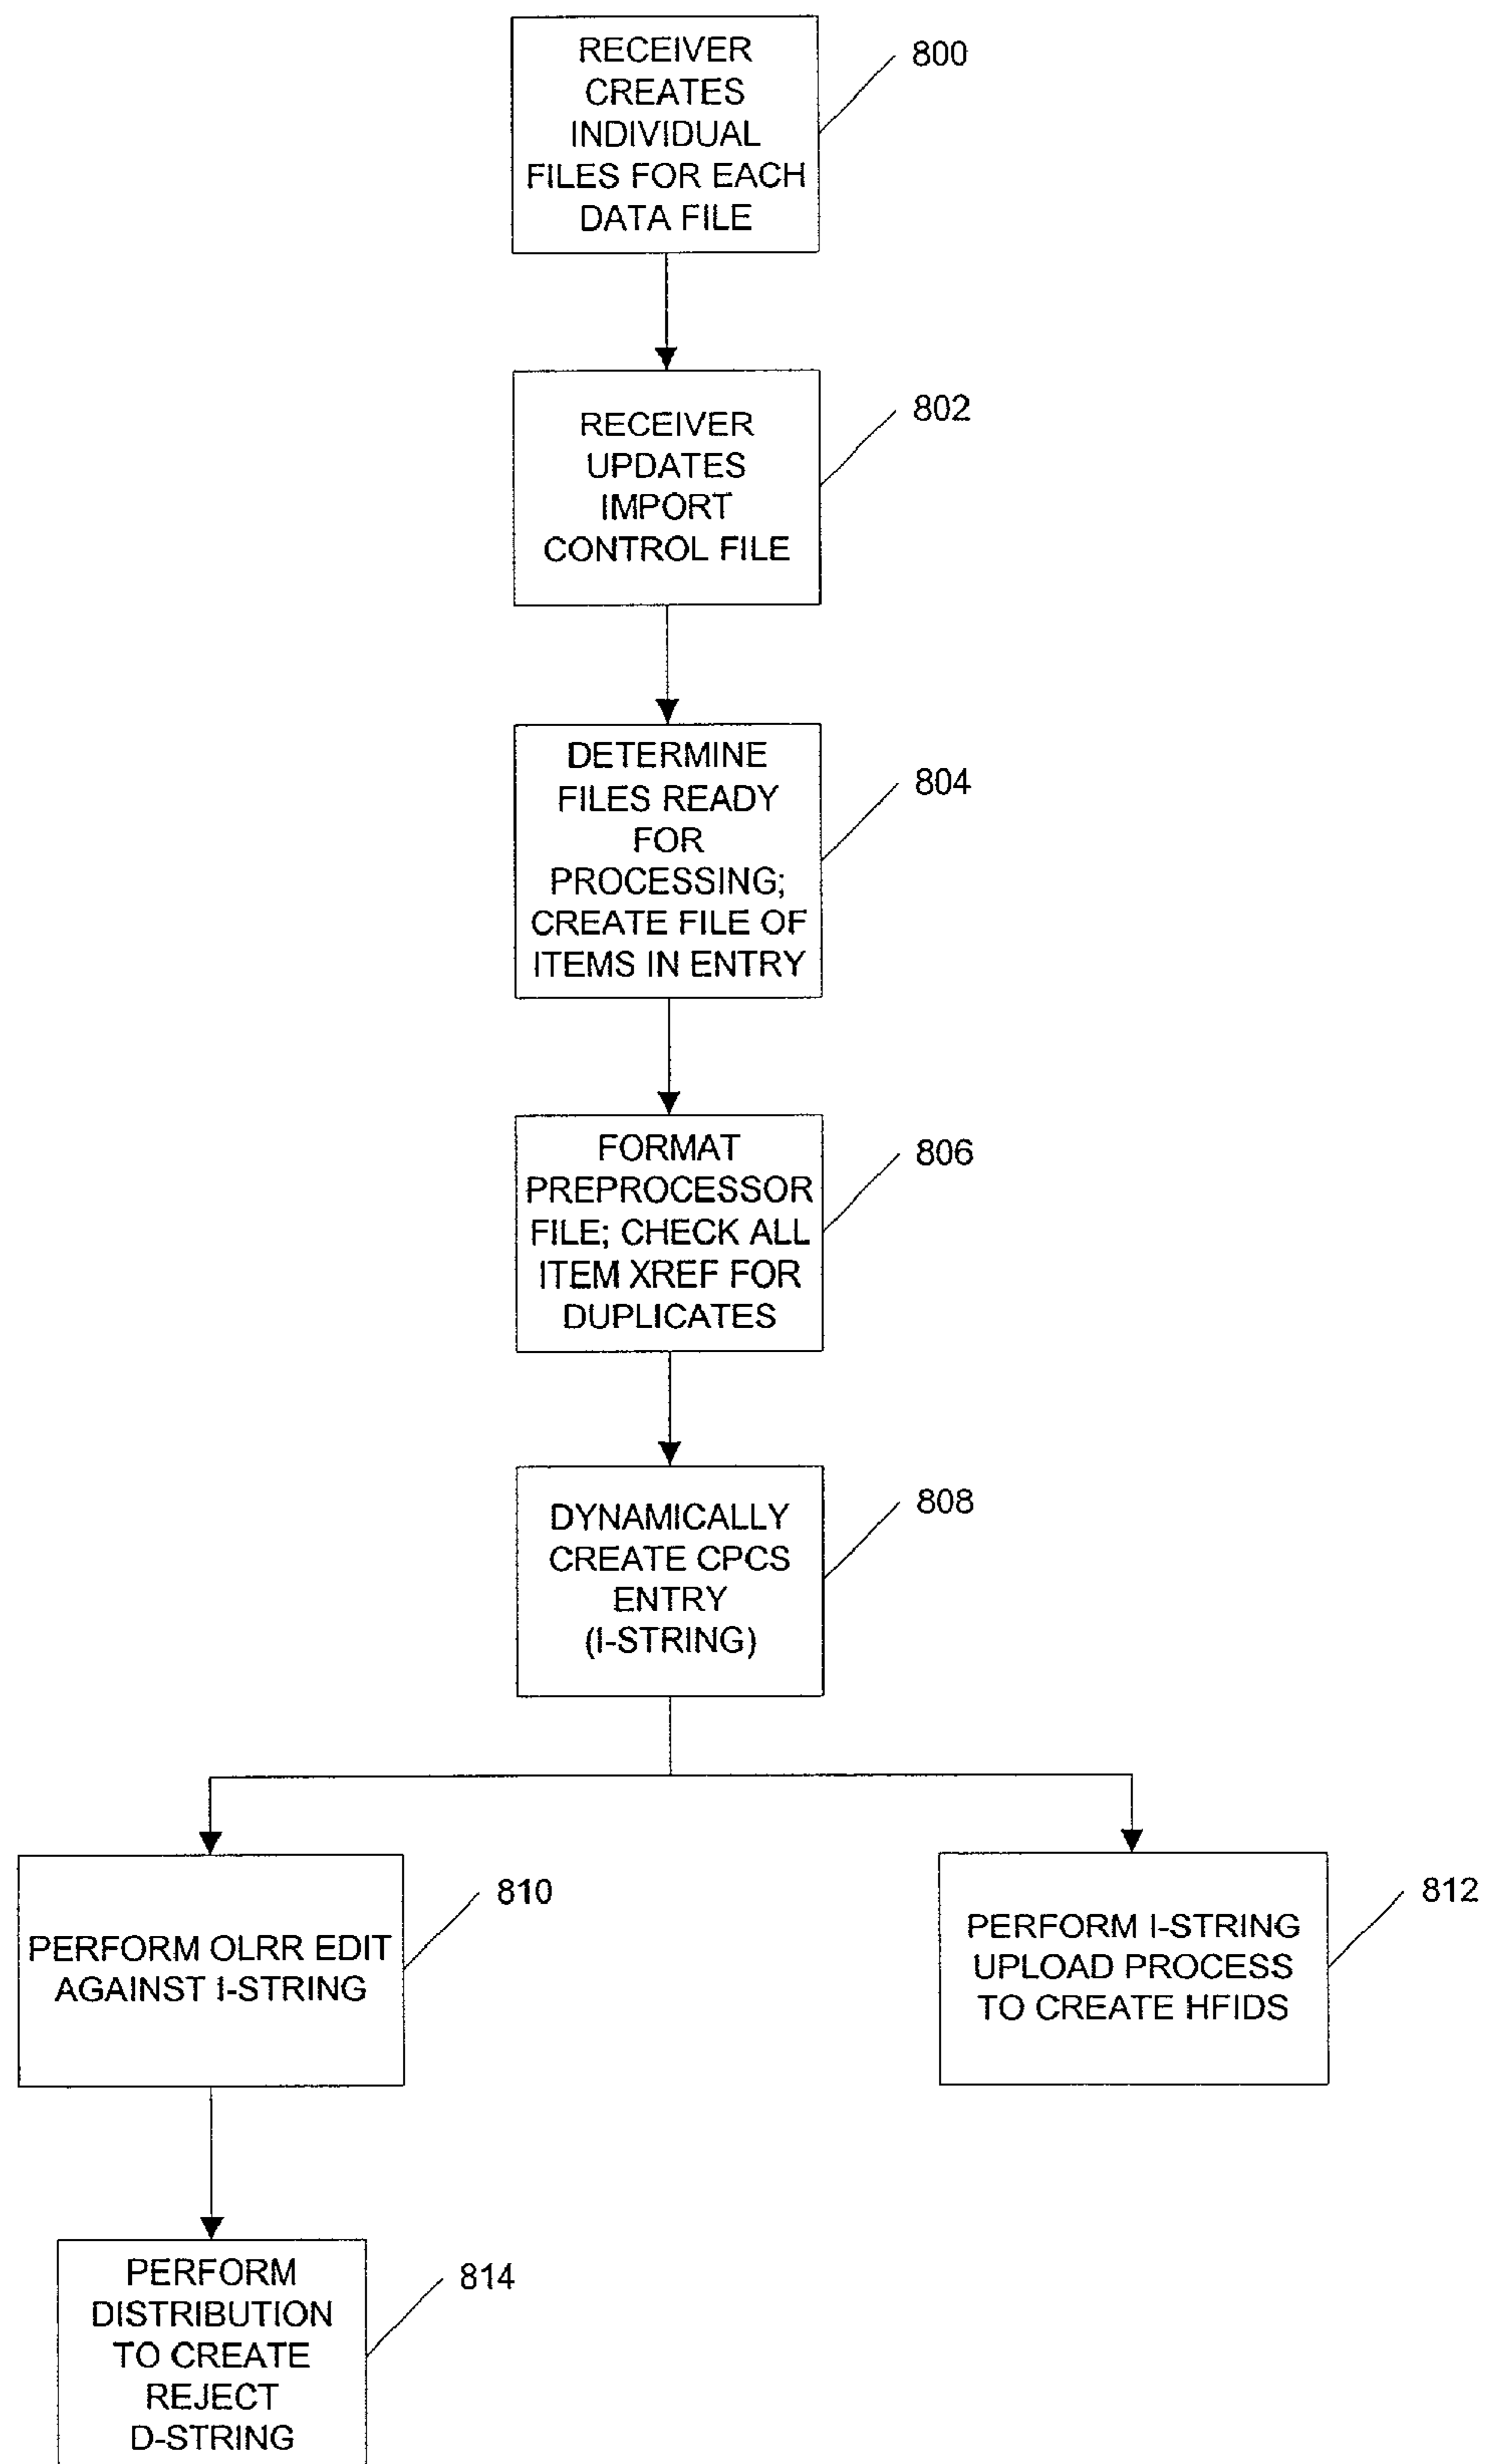 RECEIVER
CREATES
INDIVIDUAL
FILES FOR EACH
DATA FILE
800
RECEIVER
UPDATES
IMPORT
CONTROL FILE
802
DETERMINE
FILES READY
FOR
PROCESSING;
CREATE FILE OF
ITEMS IN ENTRY
804
FORMAT
PREPROCESSOR
FILE; CHECK ALL
ITEM XREF FOR
DUPLICATES
806
DYNAMICALLY
CREATE CPCS
ENTRY
(I-STRING)
808
PERFORM OLRR EDIT
AGAINST I-STRING
810
PERFORM I-STRING
UPLOAD PROCESS
TO CREATE HFIDS
812
PERFORM
DISTRIBUTION
TO CREATE
REJECT
D-STRING
814